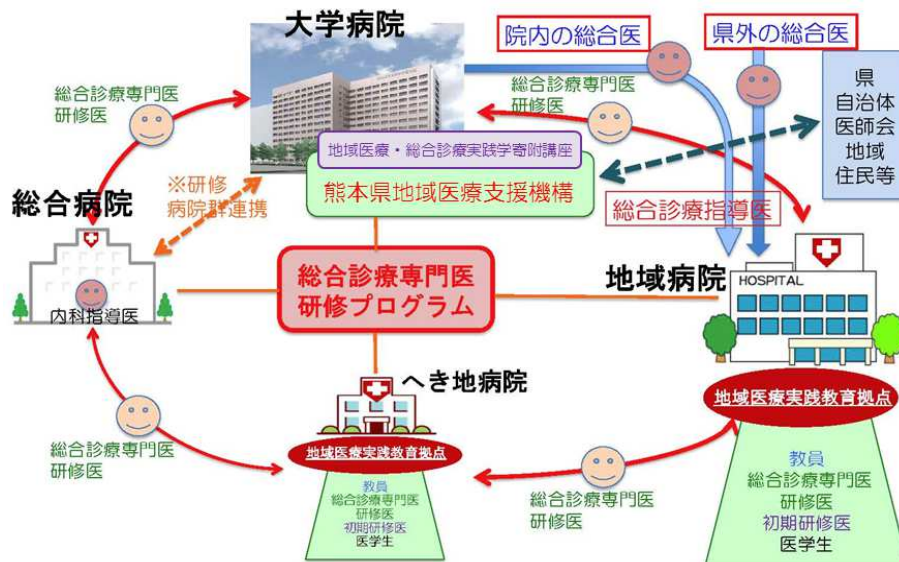 大学病院
院内の総合医
県外の総合医
総合診療専門医
研修医
総合診療専門医
研修医
県
自治体
医師会
地域
住民等
地域医療・総合診療実践学寄附講座
熊本県地域医療支援機構
※研修
病院群連携
総合診療指導医
総合病院
内科指導医
総合診療専門医
研修プログラム
地域病院
HOSPITAL
へき地病院
地域医療実践教育拠点
教員
総合診療専門医
研修医
初期研修医
医学生
総合診療専門医
研修医
総合診療専門医
研修医
地域医療実践教育拠点
教員
総合診療専門医
研修医
初期研修医
医学生